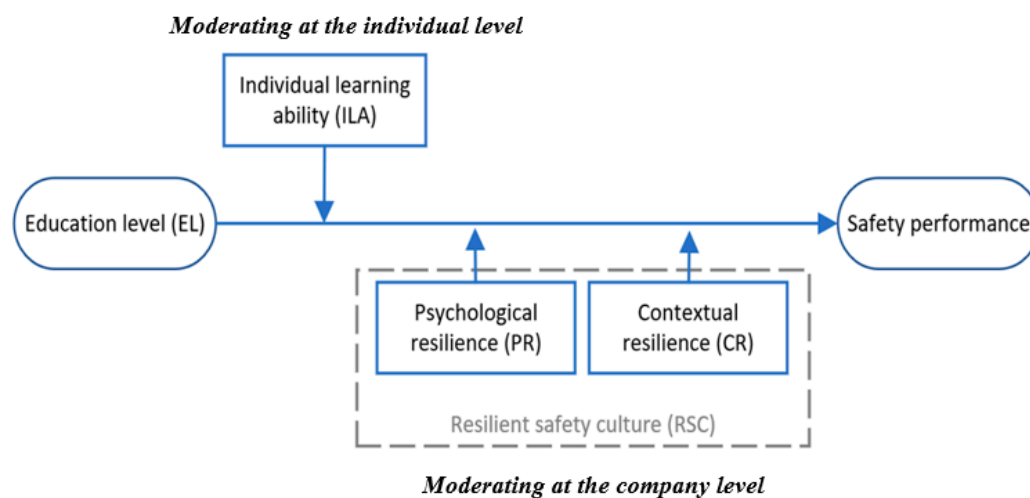 Moderating at the individual level
Individual learning
ability (ILA)
Education level (EL)
Safety performance
Psychological
resilience (PR)
Contextual
resilience (CR)
Resilient safety culture (RSC)
Moderating at the company level